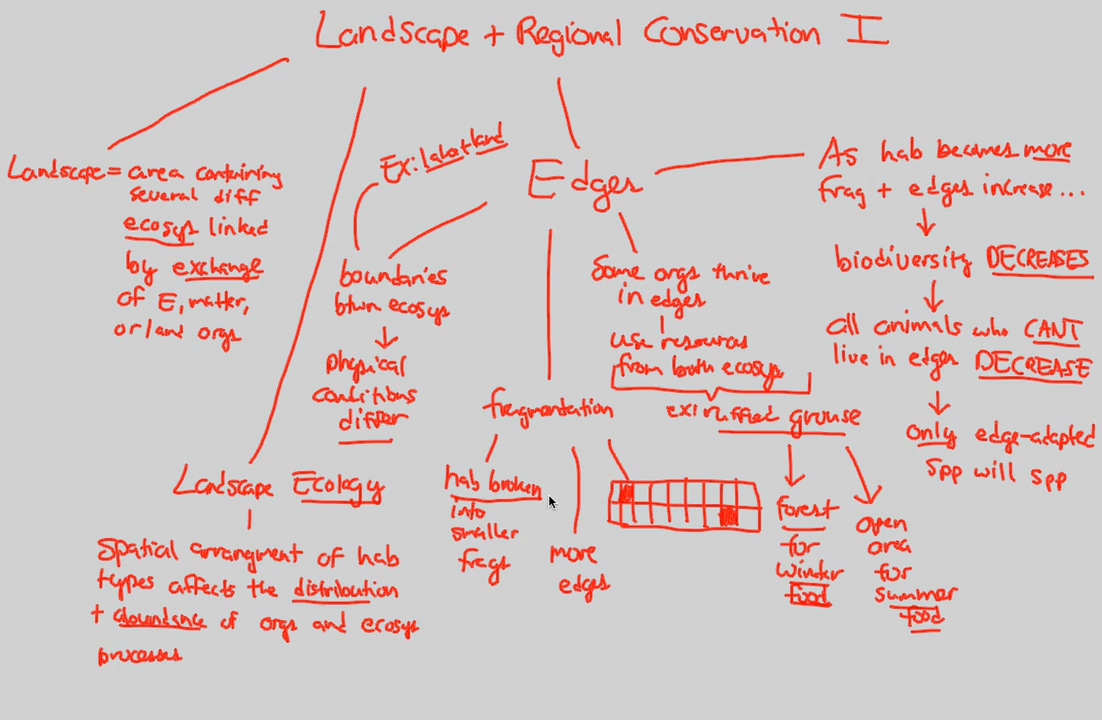 Landscape + Regional Conservation I
Landscape = area containing
several diff
ecosys linked
by exchange
of E, matter,
or/and orgs
Landscape Ecology
Spatial arrangment of hab
types affects the distribution
+ abundance of orgs and ecosys
processes
Edges
Ex: lake+land
boundaries
btwn ecosys
physical
conditions
differ
fragmentation
hab broken
into
smaller
frags
more
edges
Some orgs thrive
in edges
use resources
from both ecosys
ex: ruffed grouse
forest
for
winter
food
open
area
for
summer
food
As hab becomes more
frag + edges increase...
biodiversity DECREASES
all animals who CANT
live in edges DECREASE
only edge-adapted
spp will spp